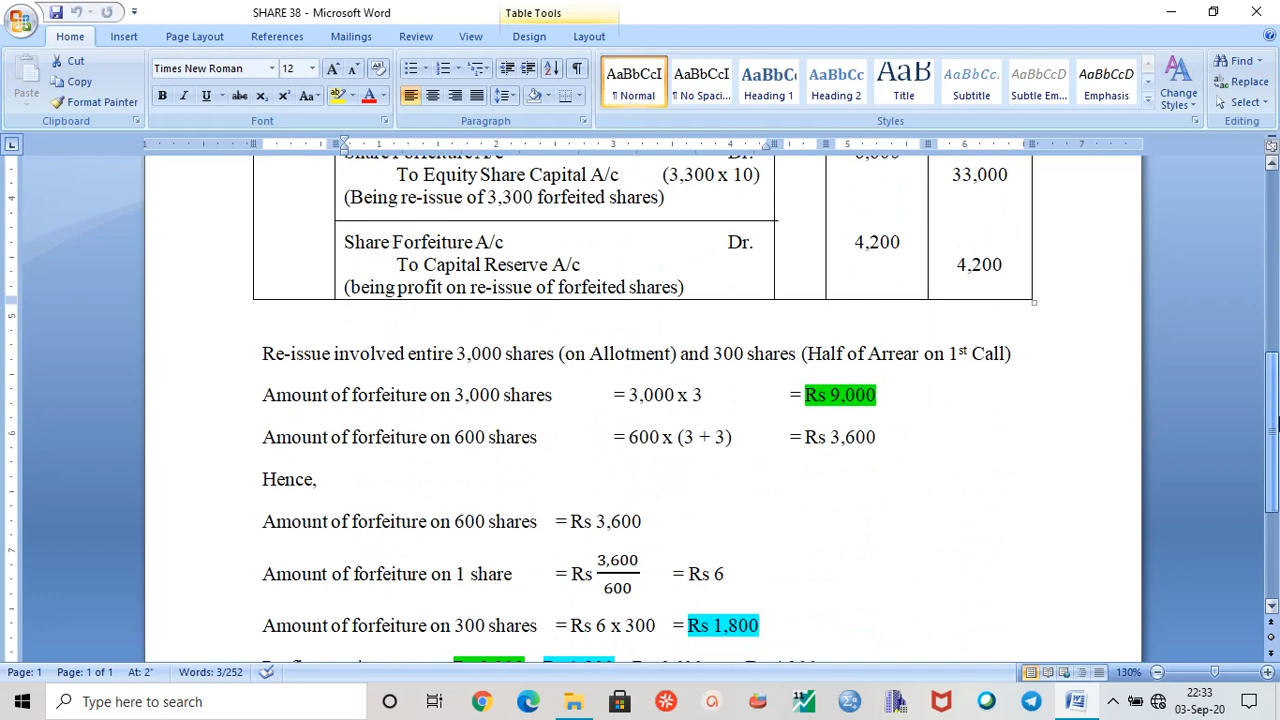 SHARE 38 - Microsoft Word
Table Tools
Home Insert Page Layout References Mailings Review View Design Layout
Cut
Copy
Format Painter
Paste
Clipboard
Times New Roman 12
Font
Paragraph
AaBbCcI AaBbCcI AaBbCc AaBbCc AaB AaBbCc. AaBbCcD AaBbCcD
¶ Normal ¶ No Spaci... Heading 1 Heading 2 Title Subtitle Subtle Em... Emphasis
Change Styles
Styles
Find
Replace
Select
Editing
1 1 2 3 4 5 6 7
To Equity Share Capital A/c (3,300 x 10) 33,000
(Being re-issue of 3,300 forfeited shares)
Share Forfeiture A/c Dr. 4,200
To Capital Reserve A/c 4,200
(being profit on re-issue of forfeited shares)
Re-issue involved entire 3,000 shares (on Allotment) and 300 shares (Half of Arrear on 1st Call)
Amount of forfeiture on 3,000 shares = 3,000 x 3 = Rs 9,000
Amount of forfeiture on 600 shares = 600 x (3 + 3) = Rs 3,600
Hence,
Amount of forfeiture on 600 shares = Rs 3,600
Amount of forfeiture on 1 share = Rs 3,600/600 = Rs 6
Amount of forfeiture on 300 shares = Rs 6 x 300 = Rs 1,800
Page: 1 Page: 1 of 1 At: 2" Words: 3/252 130%
Type here to search
22:33
03-Sep-20